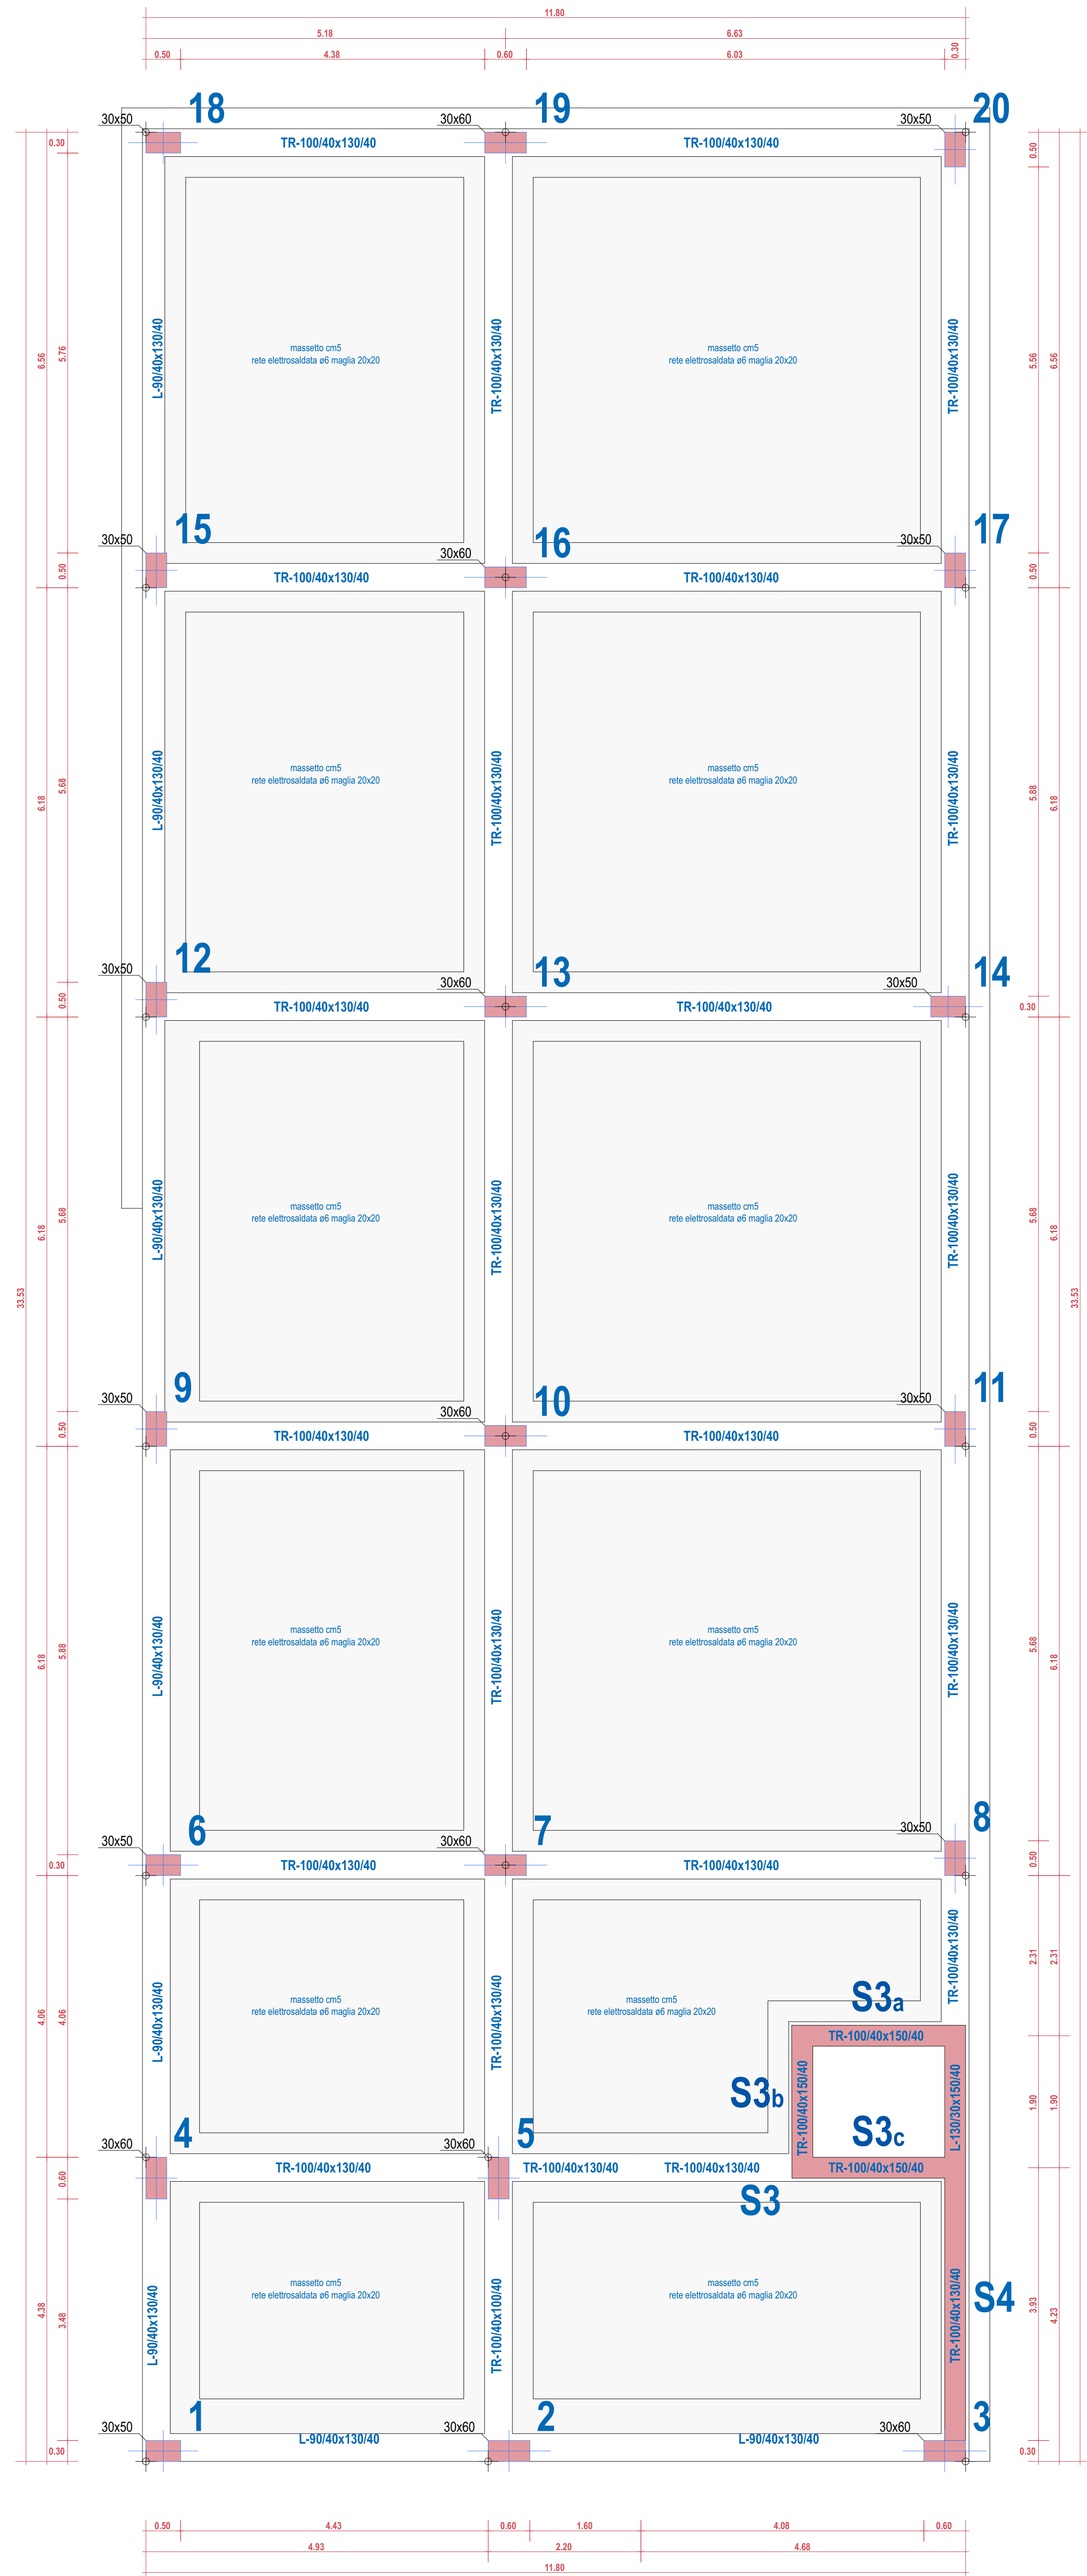 11.80
5.18
6.63
0.50
4.38
0.60
6.03
0.30
18
19
20
30x50
30x60
30x50
0.30
TR-100/40x130/40
TR-100/40x130/40
0.50
L-90/40x130/40
TR-100/40x130/40
TR-100/40x130/40
massetto cm5
rete elettrosaldata ø6 maglia 20x20
massetto cm5
rete elettrosaldata ø6 maglia 20x20
6.56
5.76
5.56
6.56
15
16
17
30x50
30x60
30x50
0.50
TR-100/40x130/40
TR-100/40x130/40
0.50
L-90/40x130/40
TR-100/40x130/40
TR-100/40x130/40
massetto cm5
rete elettrosaldata ø6 maglia 20x20
massetto cm5
rete elettrosaldata ø6 maglia 20x20
6.18
5.68
5.88
6.18
12
13
14
30x50
30x60
30x50
0.50
TR-100/40x130/40
TR-100/40x130/40
0.30
L-90/40x130/40
TR-100/40x130/40
TR-100/40x130/40
massetto cm5
rete elettrosaldata ø6 maglia 20x20
massetto cm5
rete elettrosaldata ø6 maglia 20x20
6.18
5.68
5.68
6.18
33.53
33.53
9
10
11
30x50
30x60
30x50
0.50
TR-100/40x130/40
TR-100/40x130/40
0.50
L-90/40x130/40
TR-100/40x130/40
TR-100/40x130/40
massetto cm5
rete elettrosaldata ø6 maglia 20x20
massetto cm5
rete elettrosaldata ø6 maglia 20x20
6.18
5.88
5.68
6.18
6
7
8
30x50
30x60
30x50
0.30
TR-100/40x130/40
TR-100/40x130/40
0.50
L-90/40x130/40
TR-100/40x130/40
TR-100/40x130/40
massetto cm5
rete elettrosaldata ø6 maglia 20x20
massetto cm5
rete elettrosaldata ø6 maglia 20x20
4.06
4.06
2.31
2.31
S3a
TR-100/40x150/40
S3b
TR-100/40x150/40
L-130/30x150/40
1.90
1.90
S3c
TR-100/40x150/40
4
5
30x60
30x60
0.60
TR-100/40x130/40
TR-100/40x130/40
TR-100/40x130/40
S3
L-90/40x130/40
TR-100/40x100/40
TR-100/40x130/40
S4
massetto cm5
rete elettrosaldata ø6 maglia 20x20
massetto cm5
rete elettrosaldata ø6 maglia 20x20
4.38
3.48
3.93
4.23
1
2
3
30x50
30x60
30x60
L-90/40x130/40
L-90/40x130/40
0.30
0.30
0.50
4.43
0.60
1.60
4.08
0.60
4.93
2.20
4.68
11.80